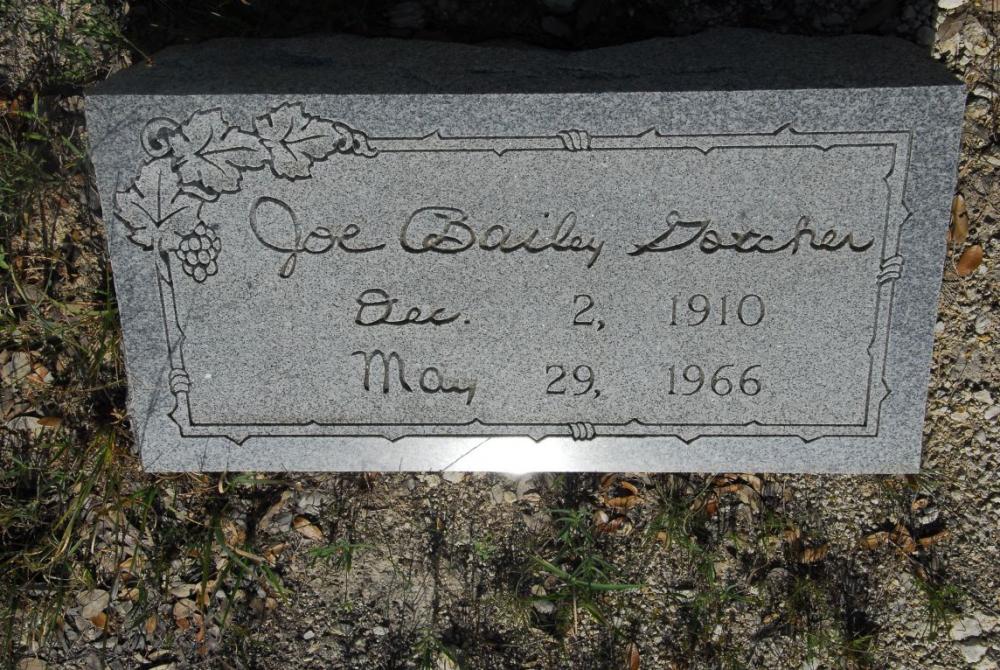 Joe Bailey Gotcher
Dec. 2, 1910
May 29, 1966